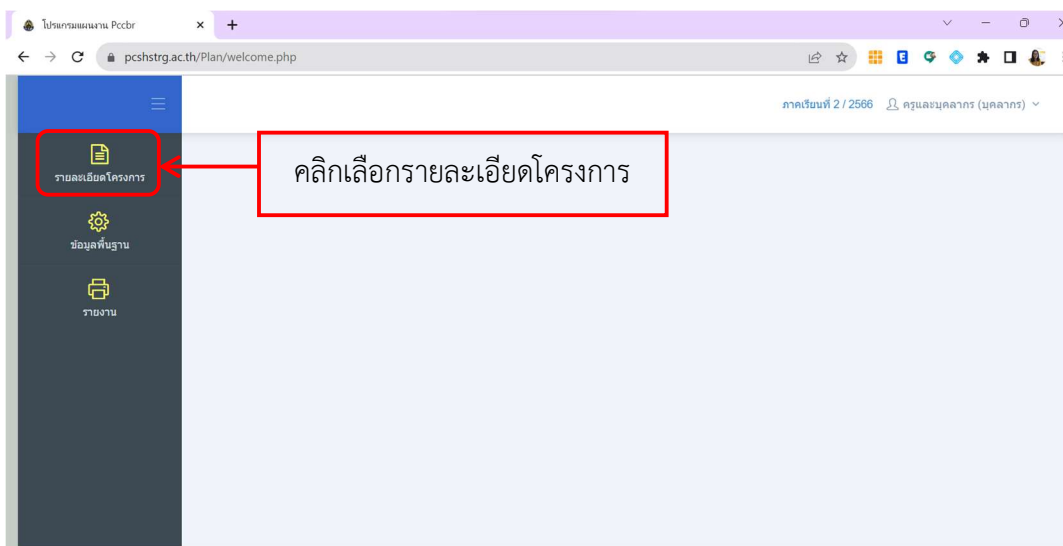 โปรแกรมแผนงาน Pccbr
pcshstrg.ac.th/Plan/welcome.php
ภาคเรียนที่ 2 / 2566 ครูและบุคลากร (บุคลากร)
รายละเอียดโครงการ
คลิกเลือกรายละเอียดโครงการ
ข้อมูลพื้นฐาน
รายงาน